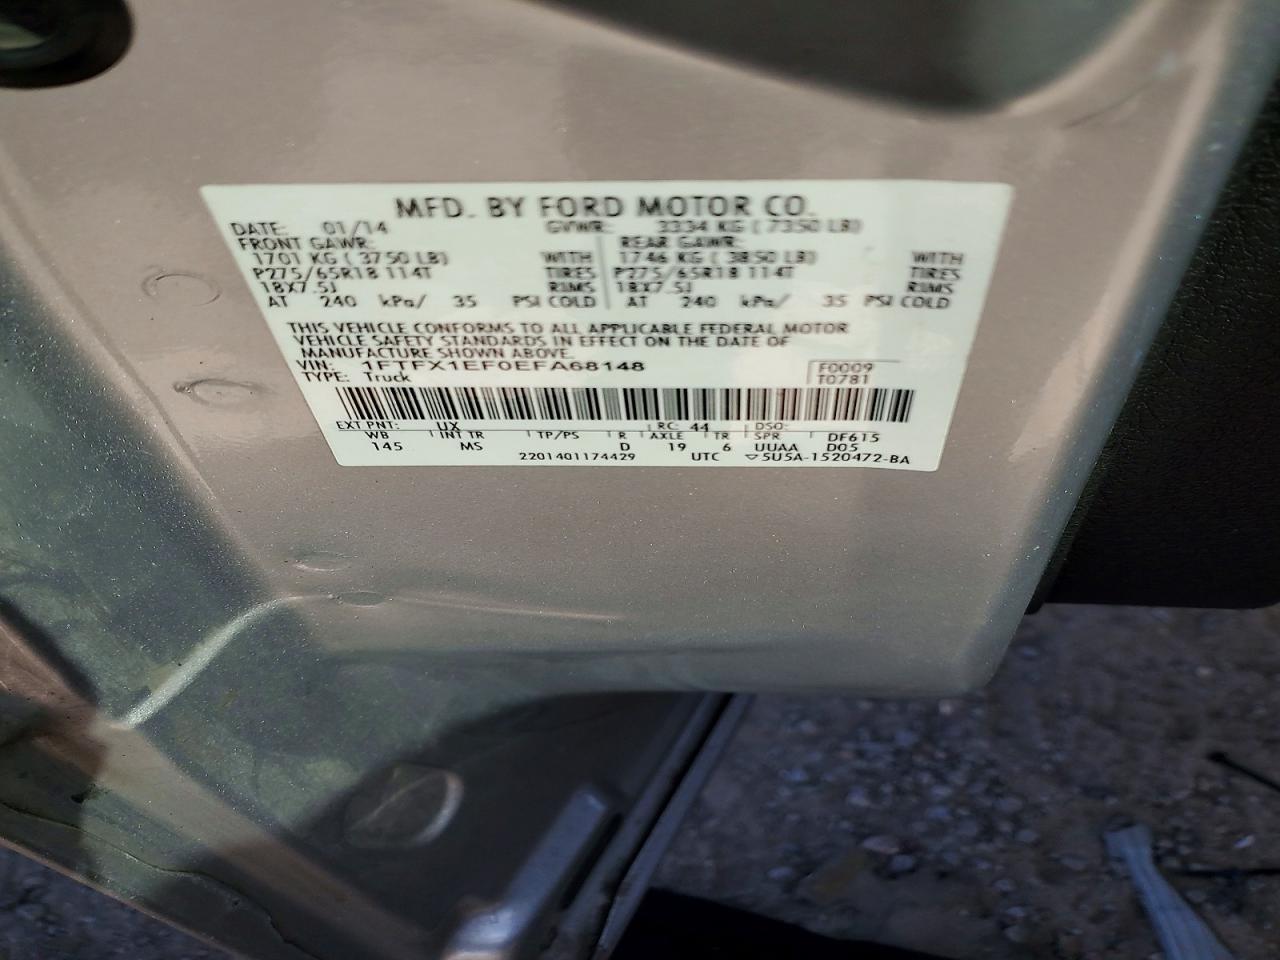 MFD. BY FORD MOTOR CO.
DATE: 01/14 GVWR: 3334 KG ( 7350 LB)
FRONT GAWR: REAR GAWR:
1701 KG ( 3750 LB) WITH 1746 KG ( 3850 LB) WITH
P275/65R18 114T TIRES P275/65R18 114T TIRES
18X7.5J RIMS 18X7.5J RIMS
AT 240 kPa/ 35 PSI COLD AT 240 kPa/ 35 PSI COLD
THIS VEHICLE CONFORMS TO ALL APPLICABLE FEDERAL MOTOR
VEHICLE SAFETY STANDARDS IN EFFECT ON THE DATE OF
MANUFACTURE SHOWN ABOVE.
VIN: 1FTFX1EF0EFA68148 F0009
TYPE: Truck T0781
EXT PNT: UX RC: 44 DSO:
WB INT TR TP/PS R AXLE TR SPR DF615
145 MS D 19 6 UUAA D05
2201401174429 UTC ▽5U5A-1520472-BA